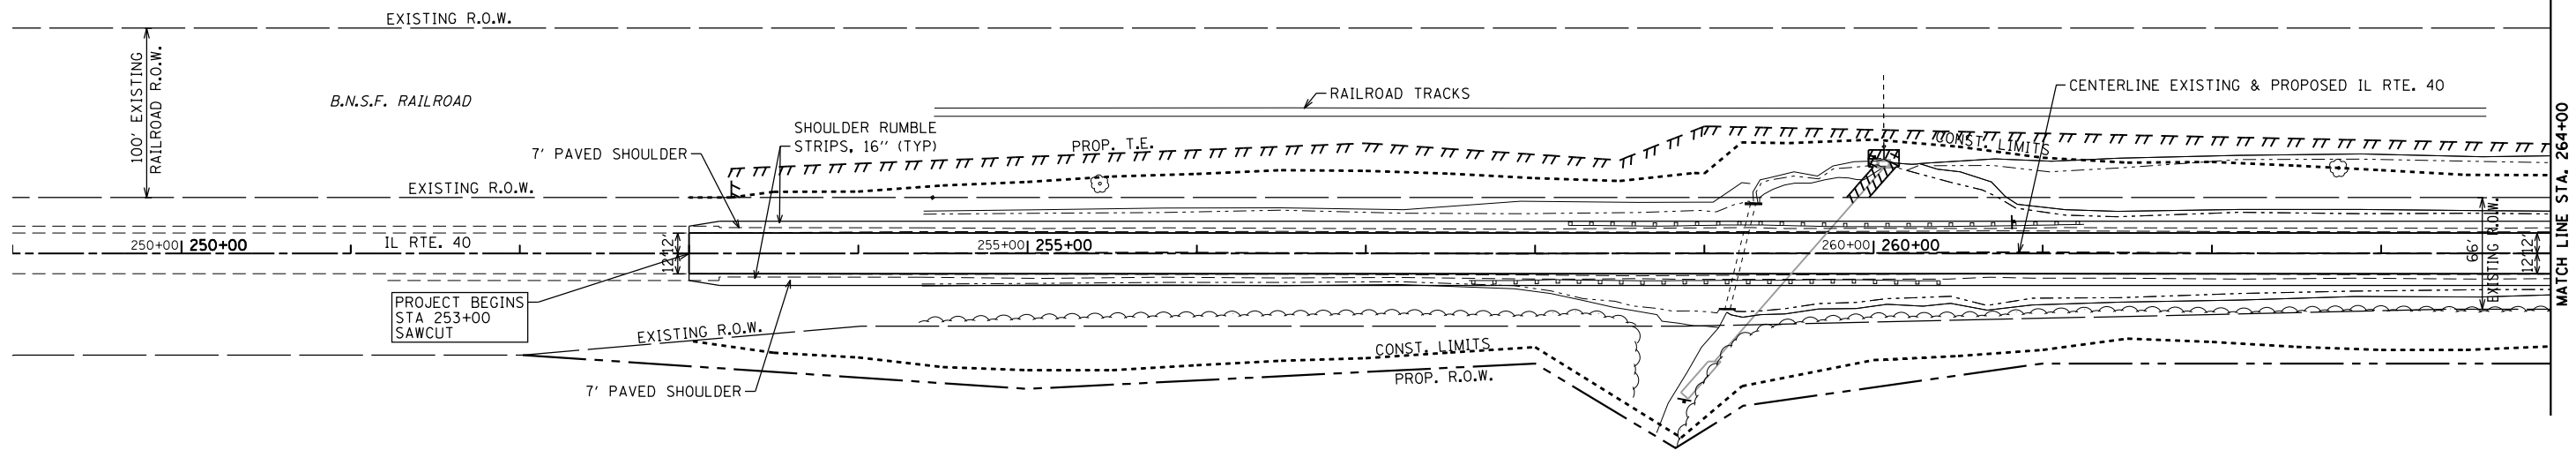 EXISTING R.O.W.
100' EXISTING
RAILROAD R.O.W.
B.N.S.F. RAILROAD
RAILROAD TRACKS
CENTERLINE EXISTING & PROPOSED IL RTE. 40
SHOULDER RUMBLE
STRIPS, 16" (TYP)
7' PAVED SHOULDER
PROP. T.E.
CONST. LIMITS
EXISTING R.O.W.
250+00 250+00
IL RTE. 40
12'
12'
255+00 255+00
260+00 260+00
66'
EXISTING R.O.W.
12'
12'
MATCH LINE STA. 264+00
PROJECT BEGINS
STA 253+00
SAWCUT
EXISTING R.O.W.
CONST. LIMITS
PROP. R.O.W.
7' PAVED SHOULDER